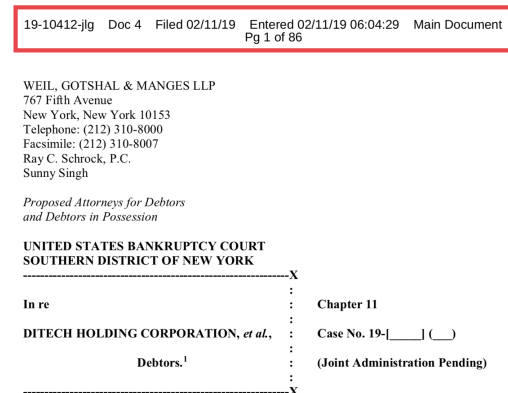 19-10412-jlg Doc 4 Filed 02/11/19 Entered 02/11/19 06:04:29 Main Document
Pg 1 of 86
WEIL, GOTSHAL & MANGES LLP
767 Fifth Avenue
New York, New York 10153
Telephone: (212) 310-8000
Facsimile: (212) 310-8007
Ray C. Schrock, P.C.
Sunny Singh
Proposed Attorneys for Debtors
and Debtors in Possession
UNITED STATES BANKRUPTCY COURT
SOUTHERN DISTRICT OF NEW YORK
---------------------------------------------------------------X
:
In re : Chapter 11
:
DITECH HOLDING CORPORATION, et al., : Case No. 19-[_____] (___)
:
Debtors.1 : (Joint Administration Pending)
:
---------------------------------------------------------------X